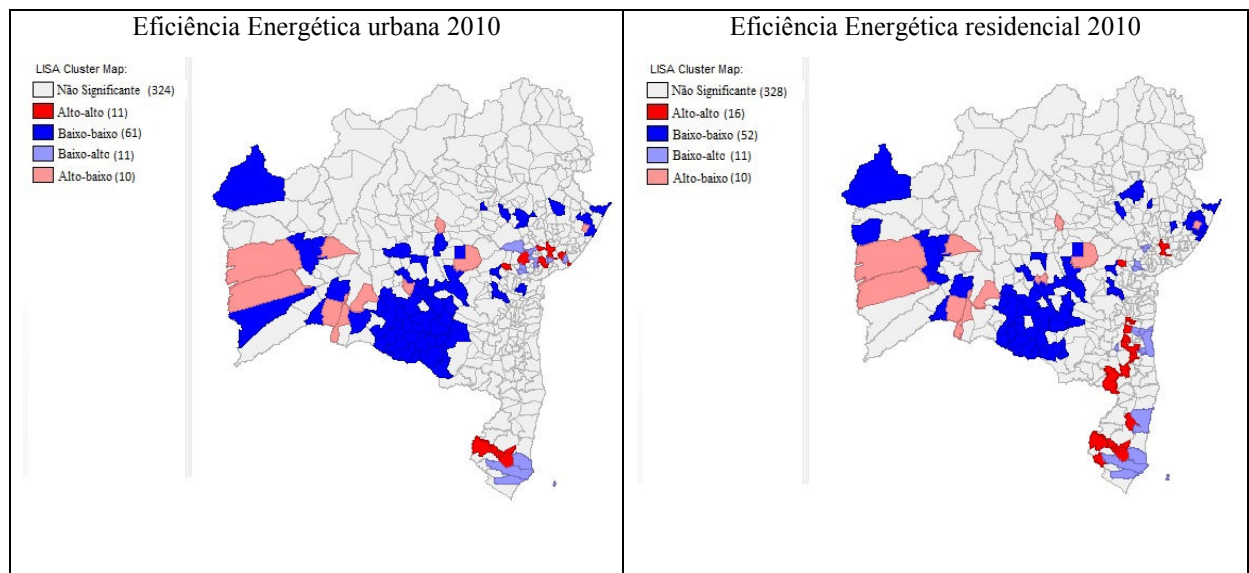 Eficiência Energética urbana 2010
LISA Cluster Map:
Não Significante (324)
Alto-alto (11)
Baixo-baixo (61)
Baixo-alto (11)
Alto-baixo (10)
Eficiência Energética residencial 2010
LISA Cluster Map:
Não Significante (328)
Alto-alto (16)
Baixo-baixo (52)
Baixo-alto (11)
Alto-baixo (10)